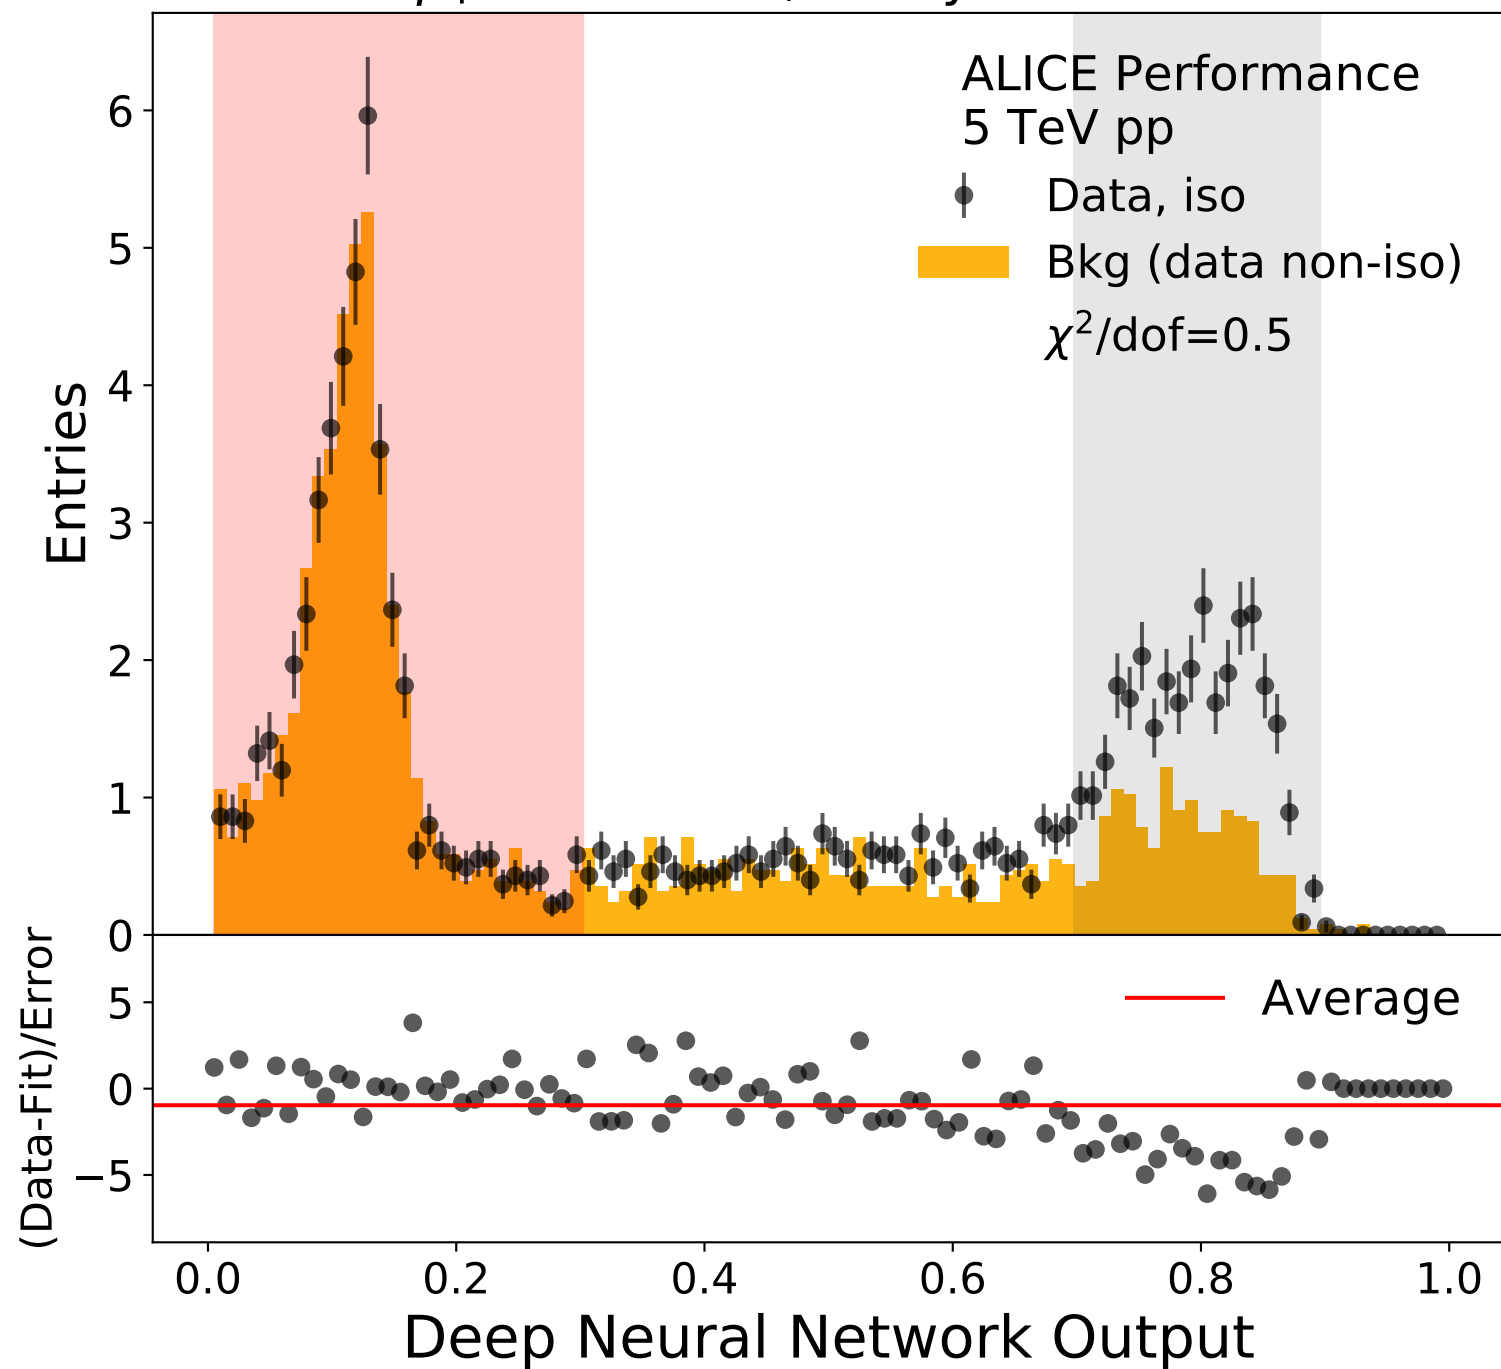 ALICE Performance
5 TeV pp
Data, iso
Bkg (data non-iso)
χ²/dof=0.5
Entries
6
5
4
3
2
1
0
(Data-Fit)/Error
5
0
−5
Average
0.0 0.2 0.4 0.6 0.8 1.0
Deep Neural Network Output